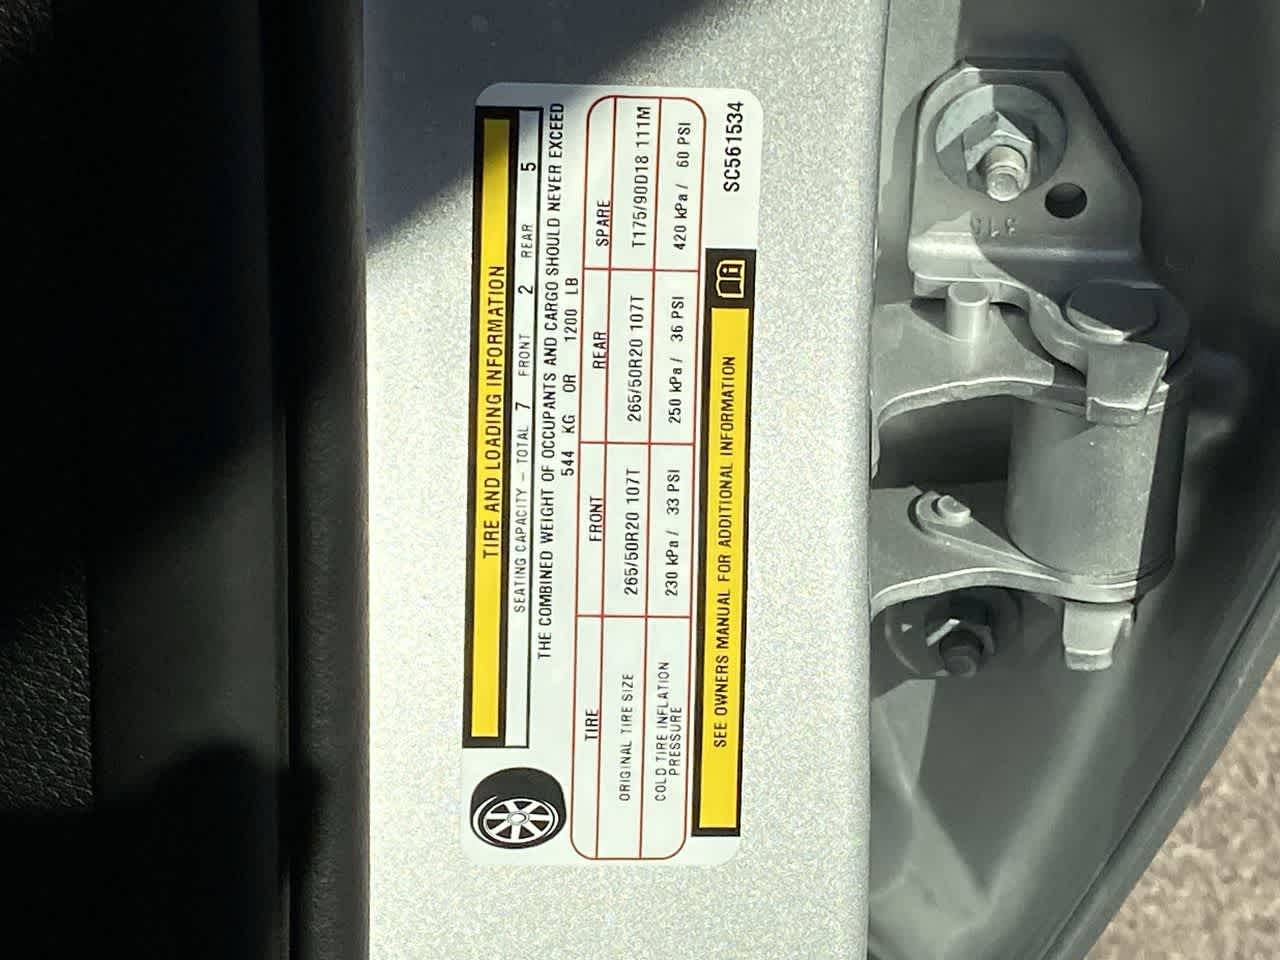 TIRE AND LOADING INFORMATION
SEATING CAPACITY – TOTAL 7 FRONT 2 REAR 5
THE COMBINED WEIGHT OF OCCUPANTS AND CARGO SHOULD NEVER EXCEED
544 KG OR 1200 LB
TIRE FRONT REAR SPARE
ORIGINAL TIRE SIZE 265/50R20 107T 265/50R20 107T T175/90D18 111M
COLD TIRE INFLATION
PRESSURE 230 kPa / 33 PSI 250 kPa / 36 PSI 420 kPa / 60 PSI
SEE OWNERS MANUAL FOR ADDITIONAL INFORMATION
SC561534